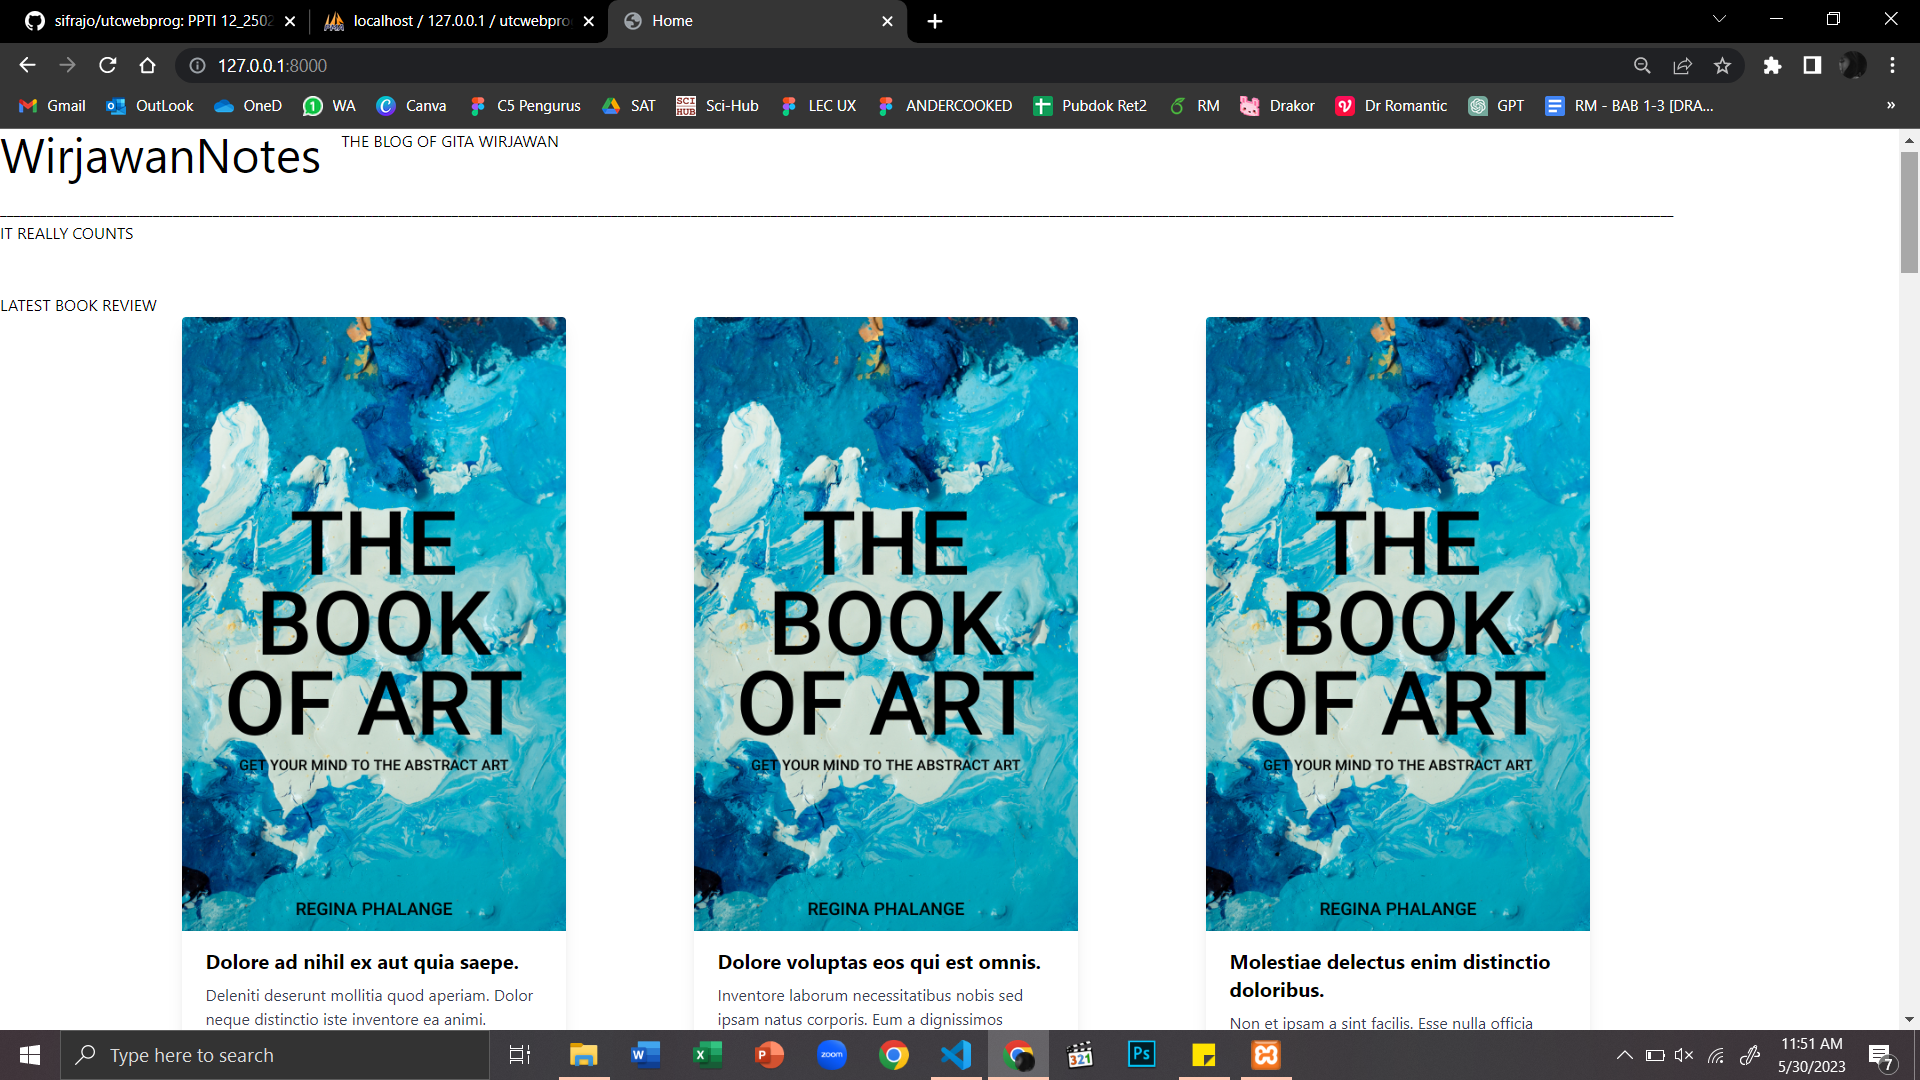 sifrajo/utcwebprog: PPTI 12_2502
localhost / 127.0.0.1 / utcwebpro
Home
127.0.0.1:8000
Gmail
OutLook
OneD
1
WA
Canva
C5 Pengurus
SAT
SCI
HUB
Sci-Hub
LEC UX
ANDERCOOKED
Pubdok Ret2
RM
Drakor
Dr Romantic
GPT
RM - BAB 1-3 [DRA...
»
WirjawanNotes
THE BLOG OF GITA WIRJAWAN
IT REALLY COUNTS
LATEST BOOK REVIEW
THE
BOOK
OF ART
GET YOUR MIND TO THE ABSTRACT ART
REGINA PHALANGE
Dolore ad nihil ex aut quia saepe.
Deleniti deserunt mollitia quod aperiam. Dolor
neque distinctio iste inventore ea animi.
THE
BOOK
OF ART
GET YOUR MIND TO THE ABSTRACT ART
REGINA PHALANGE
Dolore voluptas eos qui est omnis.
Inventore laborum necessitatibus nobis sed
ipsam natus corporis. Eum a dignissimos
THE
BOOK
OF ART
GET YOUR MIND TO THE ABSTRACT ART
REGINA PHALANGE
Molestiae delectus enim distinctio
doloribus.
Non et ipsam a sint facilis. Esse nulla officia
Type here to search
zoom
321
Ps
11:51 AM
5/30/2023
7